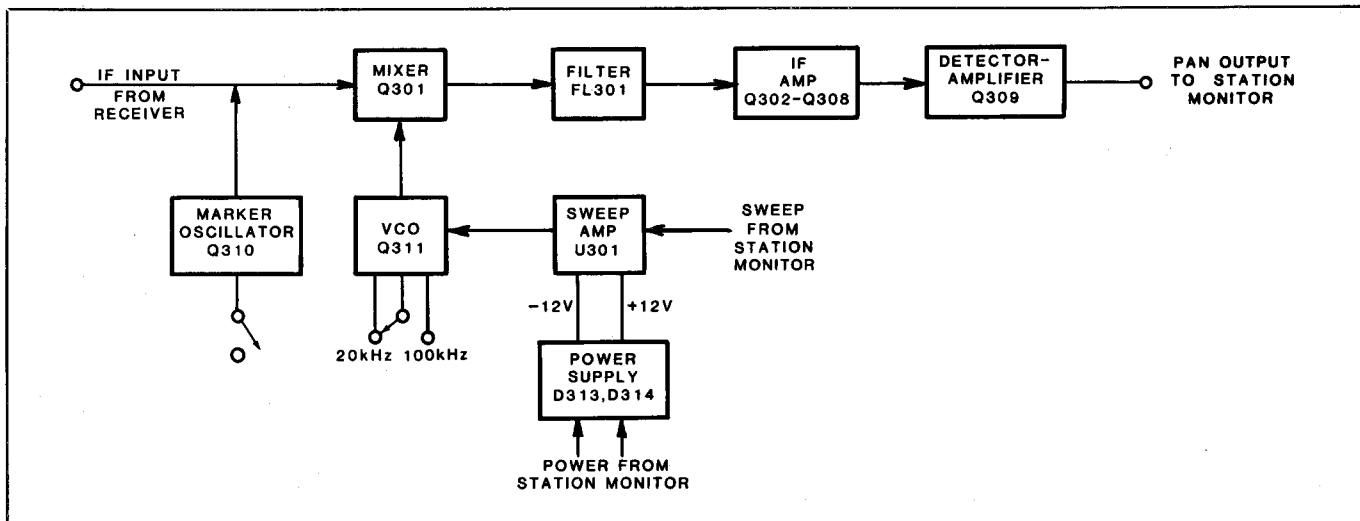 IF INPUT
FROM
RECEIVER
MIXER
Q301
FILTER
FL301
IF
AMP
Q302-Q308
DETECTOR-
AMPLIFIER
Q309
PAN OUTPUT
TO STATION
MONITOR
MARKER
OSCILLATOR
Q310
VCO
Q311
SWEEP
AMP
U301
SWEEP
FROM
STATION
MONITOR
-12V
+12V
20kHz 100kHz
POWER
SUPPLY
D313,D314
POWER FROM
STATION MONITOR